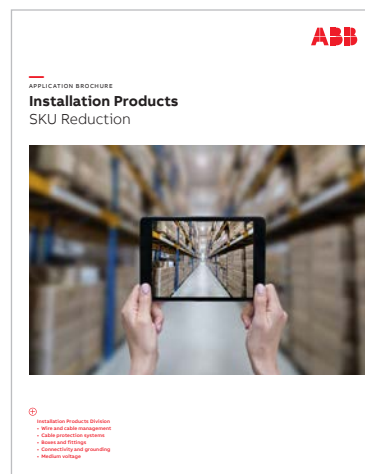 ABB
APPLICATION BROCHURE
Installation Products
SKU Reduction
Installation Products Division
• Wire and cable management
• Cable protection systems
• Boxes and fittings
• Connectivity and grounding
• Medium voltage